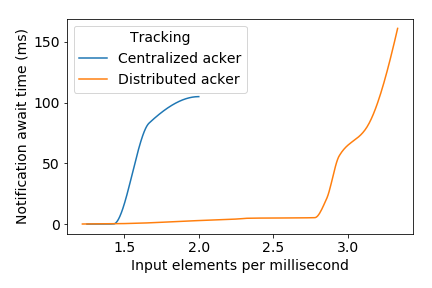 Tracking
Centralized acker
Distributed acker
Notification await time (ms)
150
100
50
0
1.5 2.0 2.5 3.0
Input elements per millisecond